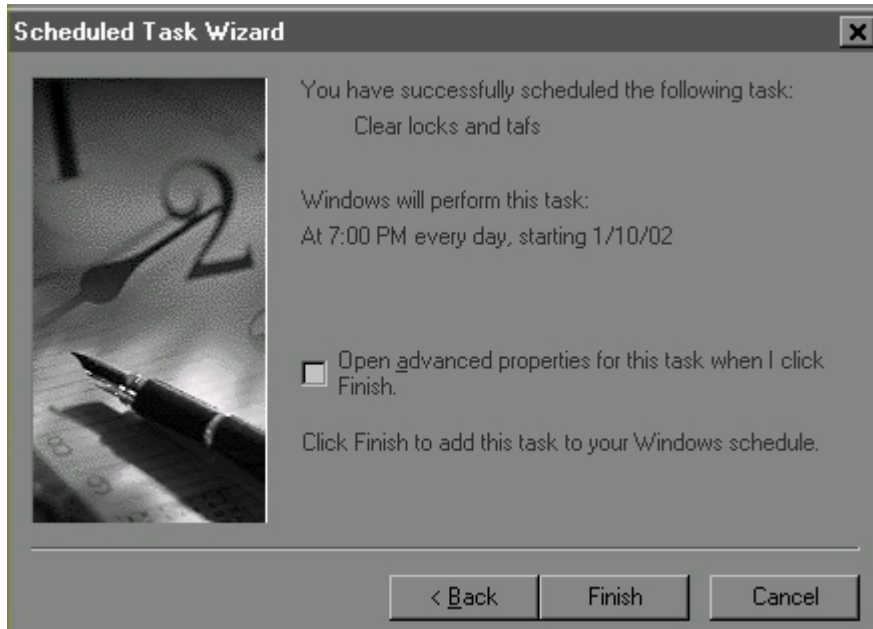 Scheduled Task Wizard
You have successfully scheduled the following task:
Clear locks and tafs
Windows will perform this task:
At 7:00 PM every day, starting 1/10/02
Open advanced properties for this task when I click
Finish.
Click Finish to add this task to your Windows schedule.
< Back
Finish
Cancel